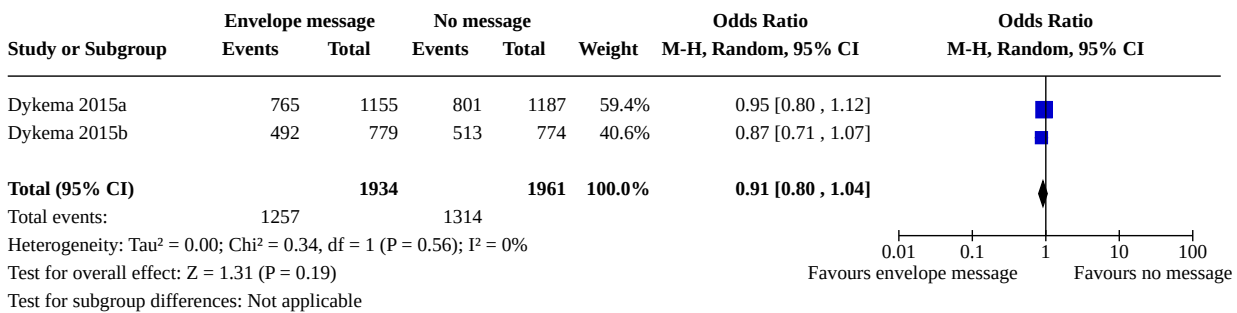 Envelope message No message Odds Ratio Odds Ratio
Study or Subgroup Events Total Events Total Weight M-H, Random, 95% CI M-H, Random, 95% CI
Dykema 2015a 765 1155 801 1187 59.4% 0.95 [0.80 , 1.12]
Dykema 2015b 492 779 513 774 40.6% 0.87 [0.71 , 1.07]
Total (95% CI) 1934 1961 100.0% 0.91 [0.80 , 1.04]
Total events: 1257 1314
Heterogeneity: Tau² = 0.00; Chi² = 0.34, df = 1 (P = 0.56); I² = 0%
0.01 0.1 1 10 100
Test for overall effect: Z = 1.31 (P = 0.19) Favours envelope message Favours no message
Test for subgroup differences: Not applicable